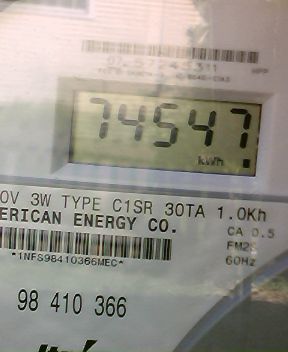 74547
kWh
0V 3W TYPE C1SR 30TA 1.0Kh
ERICAN ENERGY CO.
CA 0.5
FM2S
60Hz
*1NFS98410366MEC*
98 410 366